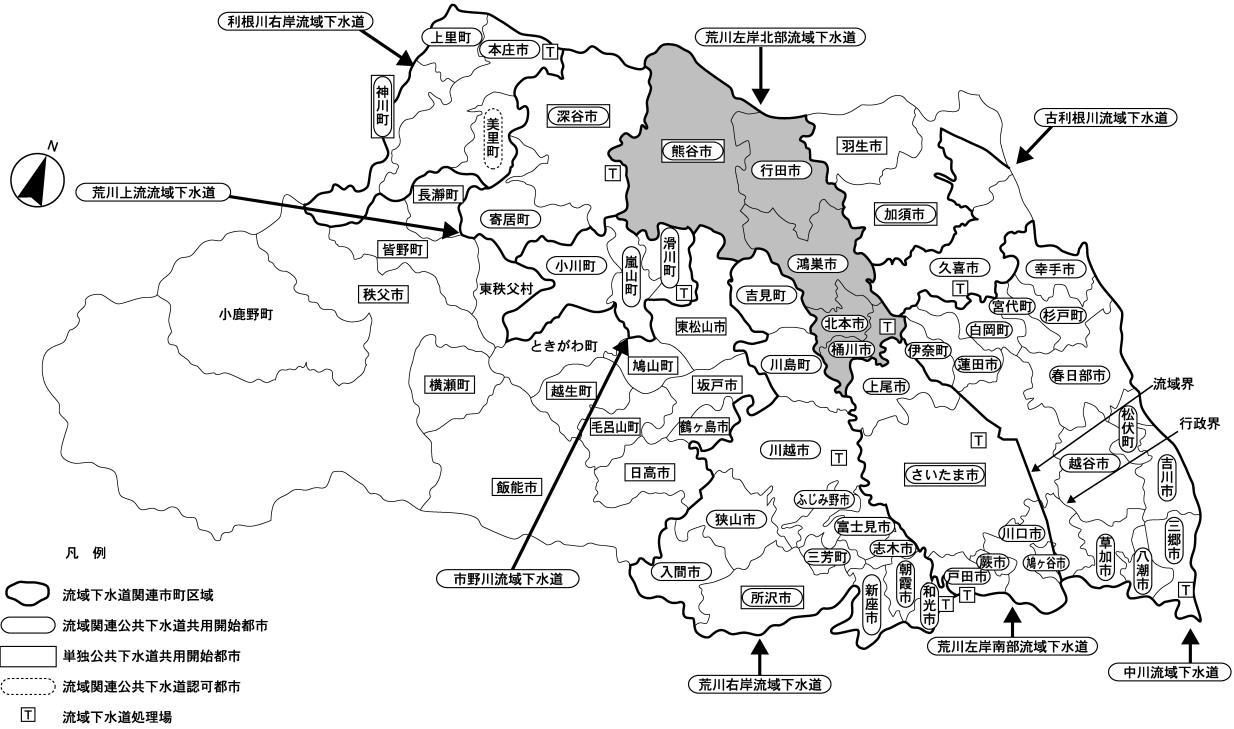 利根川右岸流域下水道
上里町
本庄市
T
荒川左岸北部流域下水道
神川町
美里町
深谷市
古利根川流域下水道
熊谷市
行田市
羽生市
N
T
荒川上流流域下水道
長瀞町
寄居町
加須市
皆野町
小川町
嵐山町
滑川町
鴻巣市
久喜市
幸手市
秩父市
東秩父村
T
吉見町
T
小鹿野町
宮代町
杉戸町
東松山市
北本市
T
白岡町
ときがわ町
桶川市
伊奈町
鳩山町
川島町
蓮田市
横瀬町
越生町
坂戸市
上尾市
春日部市
流域界
毛呂山町
鶴ヶ島市
松伏町
行政界
川越市
T
T
越谷市
日高市
さいたま市
吉川市
飯能市
ふじみ野市
狭山市
富士見市
川口市
三郷市
凡 例
三芳町
志木市
草加市
八潮市
入間市
市野川流域下水道
朝霞市
戸田市
蕨市
鳩ヶ谷市
流域下水道関連市町区域
所沢市
新座市
和光市
T
T
T
流域関連公共下水道共用開始都市
荒川左岸南部流域下水道
単独公共下水道共用開始都市
中川流域下水道
流域関連公共下水道認可都市
荒川右岸流域下水道
T
流域下水道処理場